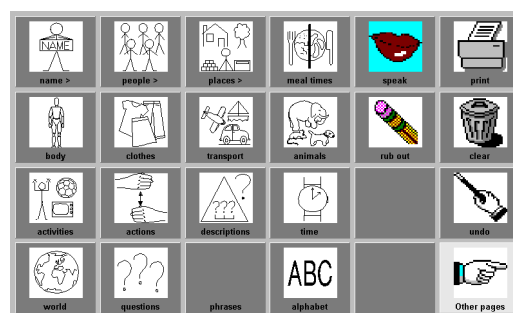 NAME
name >
people >
places >
meal times
speak
print
body
clothes
transport
animals
rub out
clear
activities
actions
???
?
descriptions
time
undo
world
???
questions
phrases
ABC
alphabet
Other pages